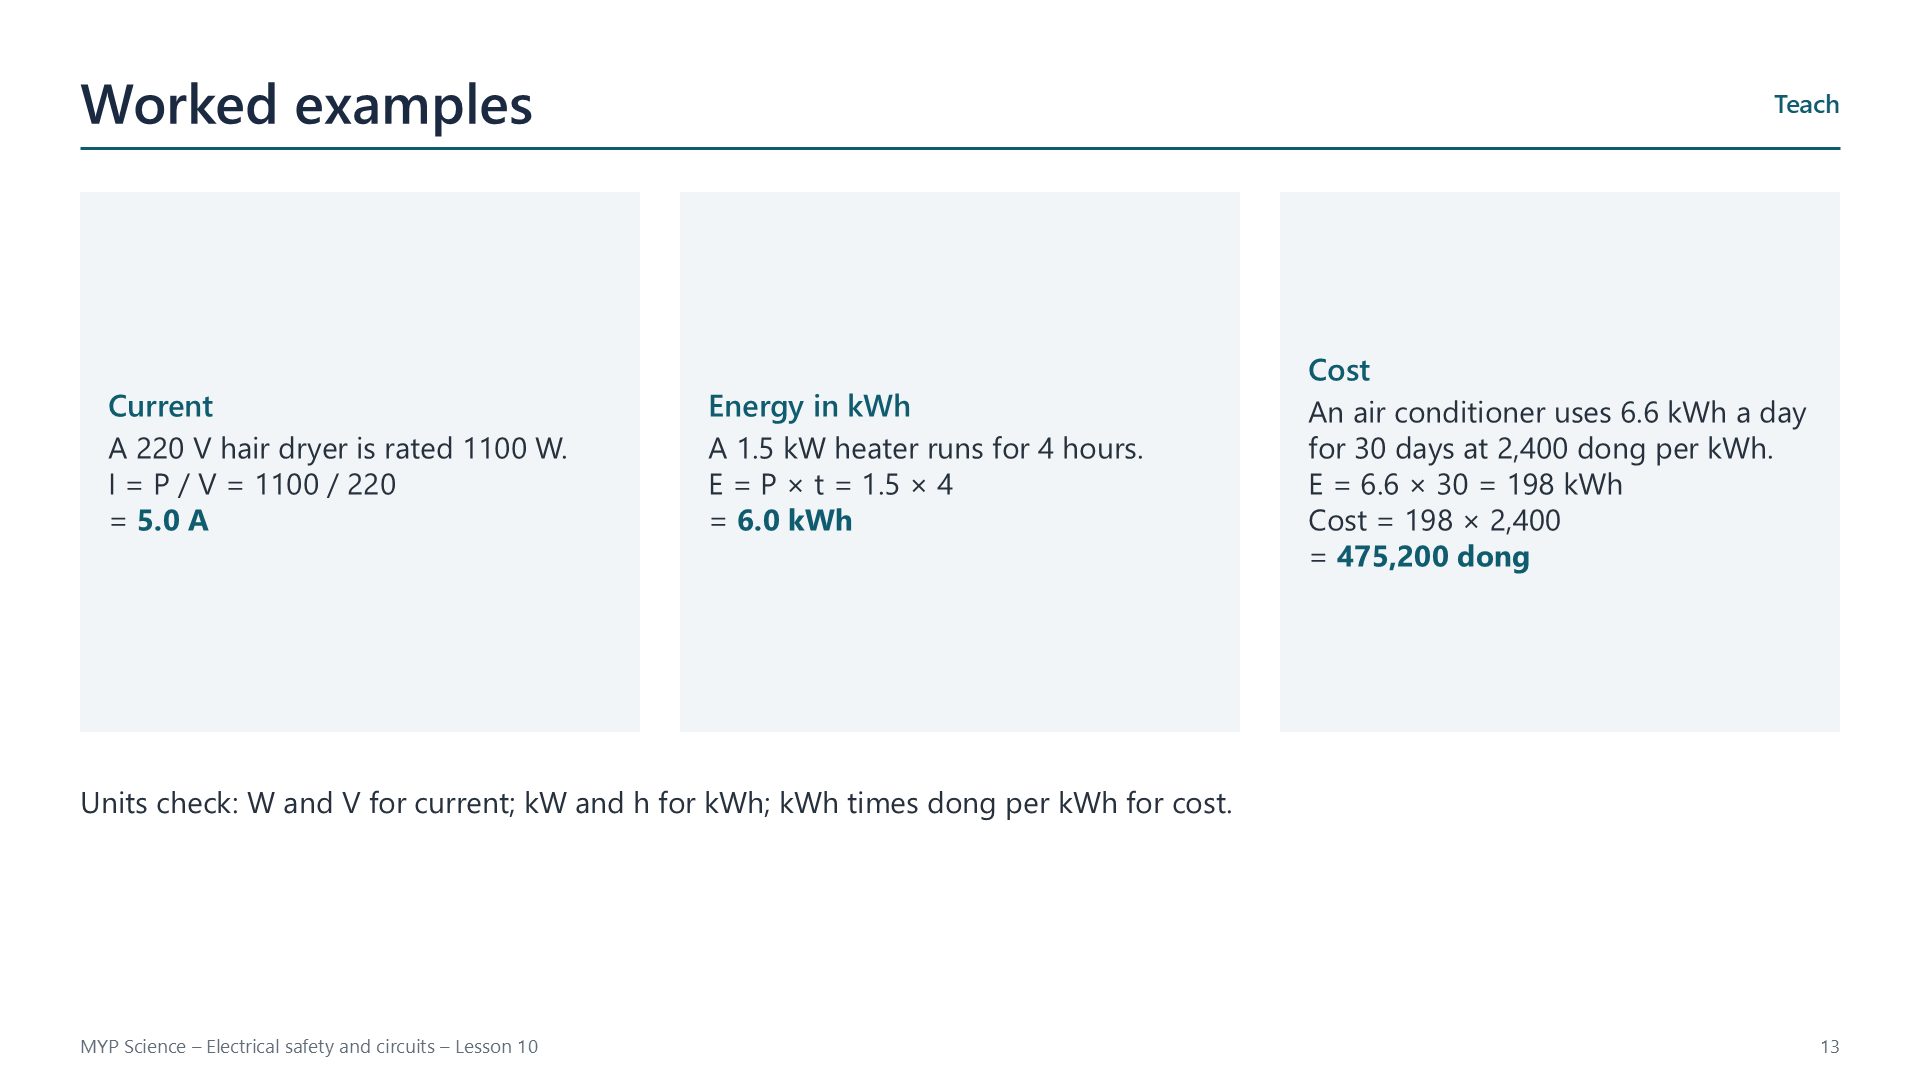 Worked examples
Teach
Current
A 220 V hair dryer is rated 1100 W.
I = P / V = 1100 / 220
= 5.0 A
Energy in kWh
A 1.5 kW heater runs for 4 hours.
E = P × t = 1.5 × 4
= 6.0 kWh
Cost
An air conditioner uses 6.6 kWh a day
for 30 days at 2,400 dong per kWh.
E = 6.6 × 30 = 198 kWh
Cost = 198 × 2,400
= 475,200 dong
Units check: W and V for current; kW and h for kWh; kWh times dong per kWh for cost.
MYP Science – Electrical safety and circuits – Lesson 10
13